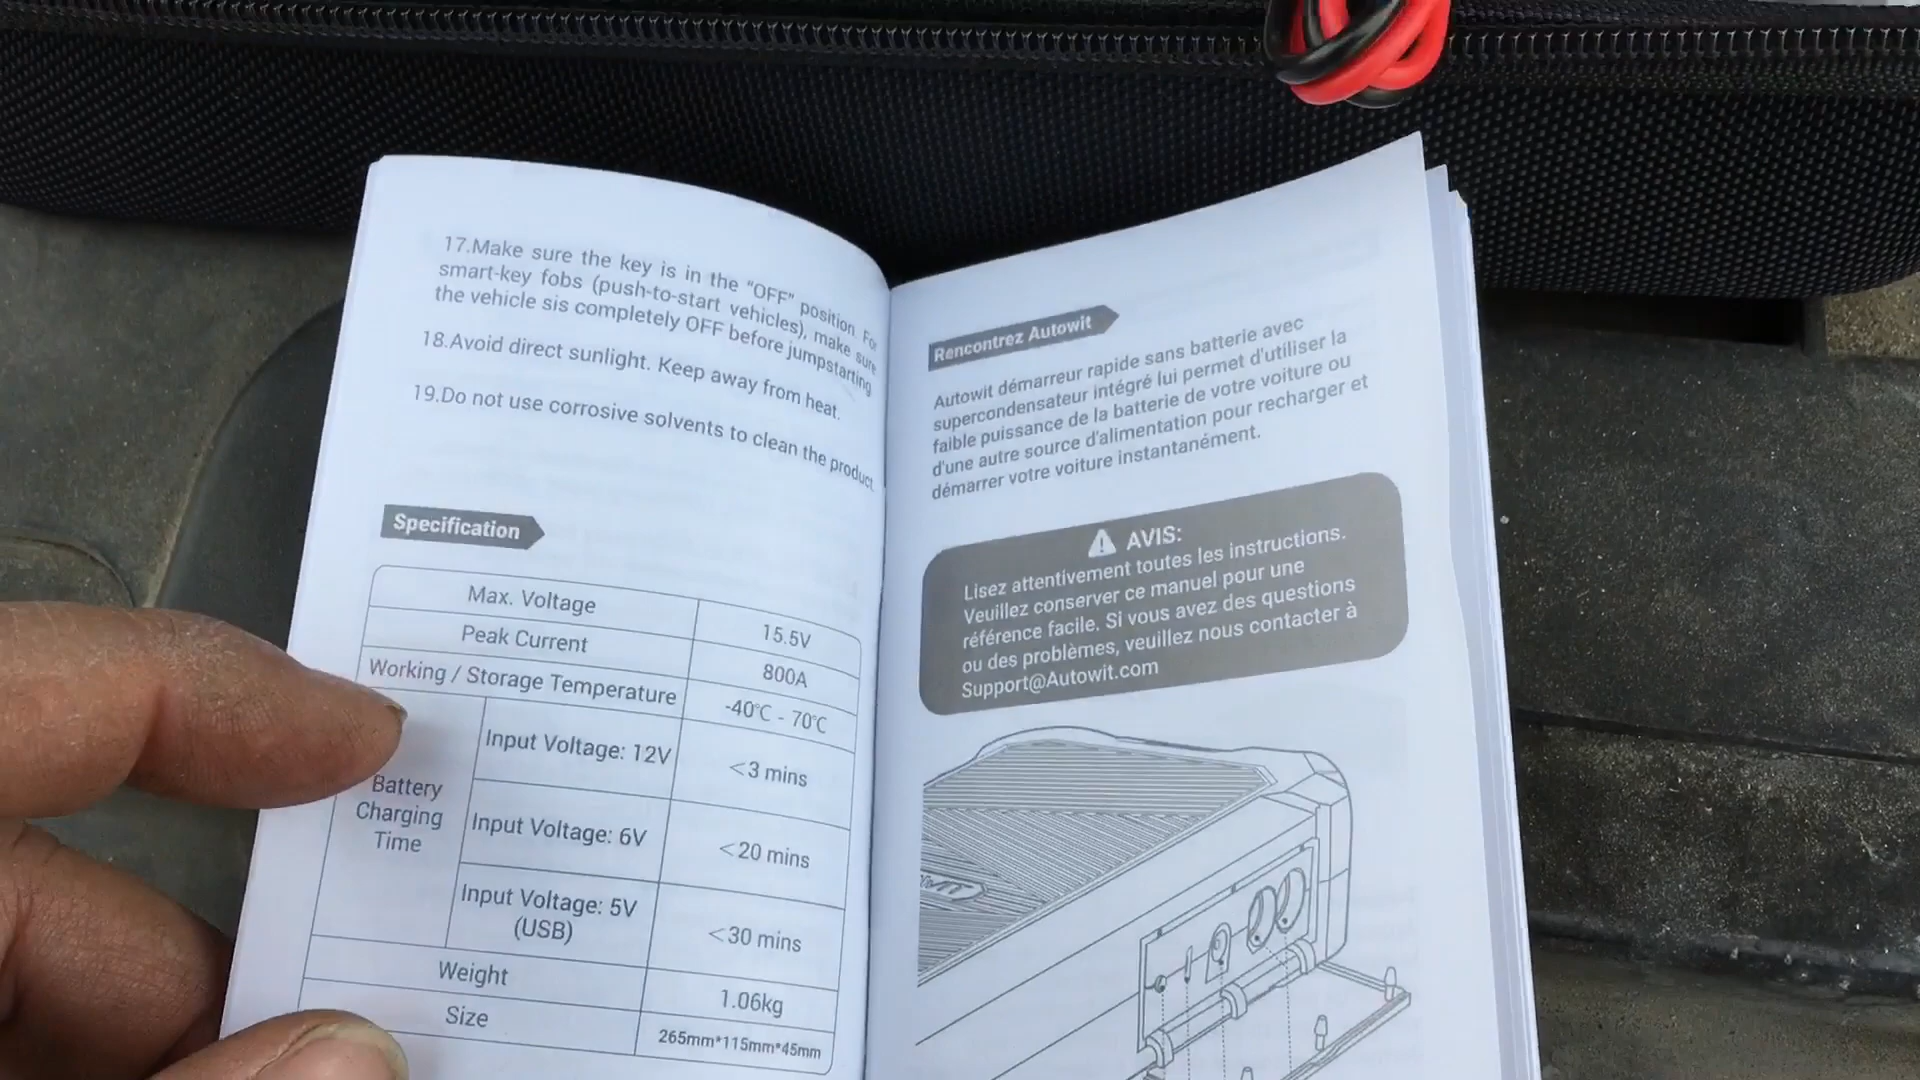 17.Make sure the key is in the “OFF” position. For
smart-key fobs (push-to-start vehicles), make sure
the vehicle sis completely OFF before jumpstarting
18.Avoid direct sunlight. Keep away from heat.
19.Do not use corrosive solvents to clean the product.
Specification
Max. Voltage 15.5V
Peak Current 800A
Working / Storage Temperature -40℃ - 70℃
Battery
Charging
Time
Input Voltage: 12V <3 mins
Input Voltage: 6V <20 mins
Input Voltage: 5V
(USB) <30 mins
Weight 1.06kg
Size 265mm*115mm*45mm
Rencontrez Autowit
Autowit démarreur rapide sans batterie avec
supercondensateur intégré lui permet d'utiliser la
faible puissance de la batterie de votre voiture ou
d'une autre source d'alimentation pour recharger et
démarrer votre voiture instantanément.
AVIS:
Lisez attentivement toutes les instructions.
Veuillez conserver ce manuel pour une
référence facile. Si vous avez des questions
ou des problèmes, veuillez nous contacter à
Support@Autowit.com